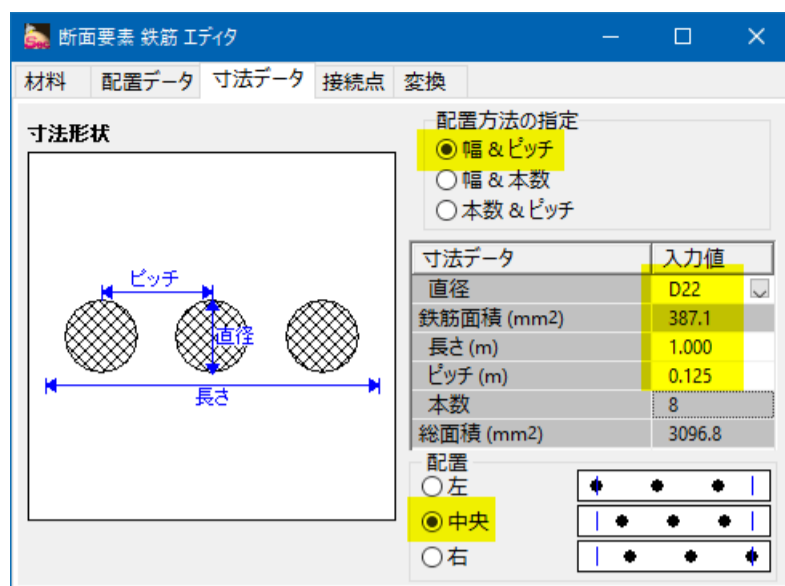 断面要素 鉄筋 エディタ
材料 配置データ 寸法データ 接続点 変換
寸法形状
ピッチ
直径
長さ
配置方法の指定
幅 & ピッチ
幅 & 本数
本数 & ピッチ
寸法データ 入力値
直径 D22
鉄筋面積 (mm2) 387.1
長さ (m) 1.000
ピッチ (m) 0.125
本数 8
総面積 (mm2) 3096.8
配置
左
中央
右